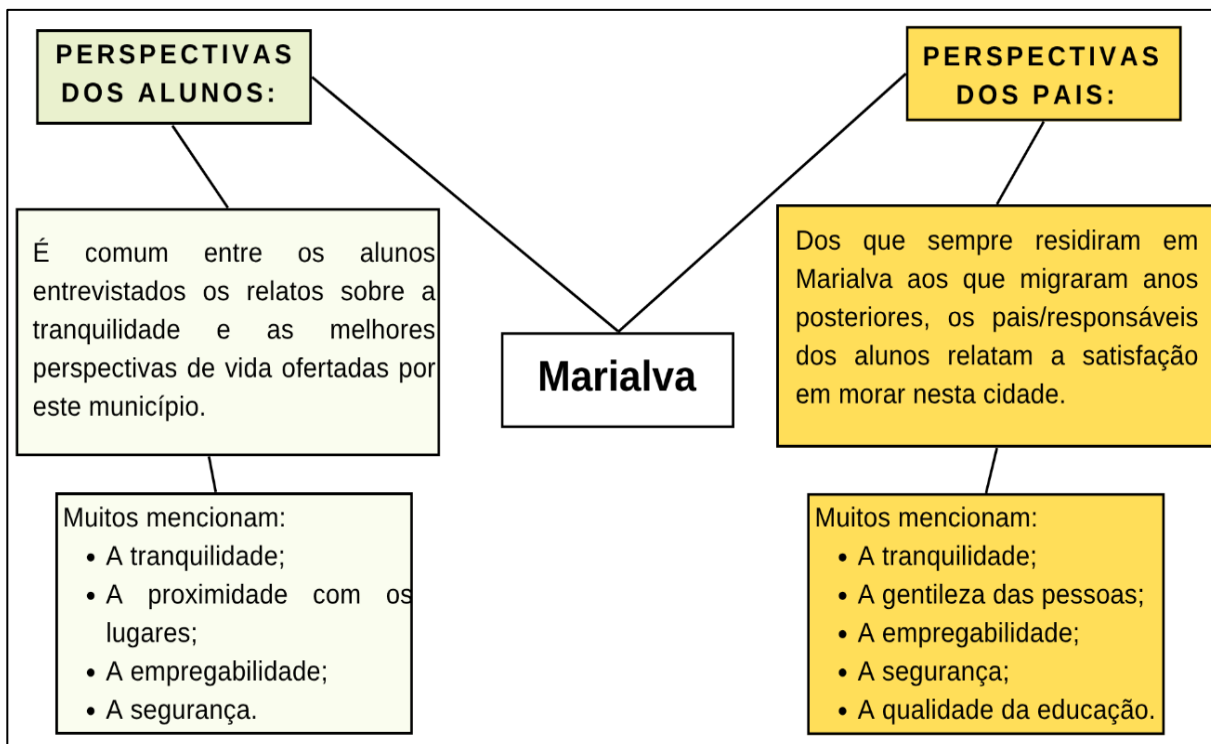 PERSPECTIVAS
DOS ALUNOS:
É comum entre os alunos
entrevistados os relatos sobre a
tranquilidade e as melhores
perspectivas de vida ofertadas por
este município.
Muitos mencionam:
• A tranquilidade;
• A proximidade com os
lugares;
• A empregabilidade;
• A segurança.
Marialva
PERSPECTIVAS
DOS PAIS:
Dos que sempre residiram em
Marialva aos que migraram anos
posteriores, os pais/responsáveis
dos alunos relatam a satisfação
em morar nesta cidade.
Muitos mencionam:
• A tranquilidade;
• A gentileza das pessoas;
• A empregabilidade;
• A segurança;
• A qualidade da educação.